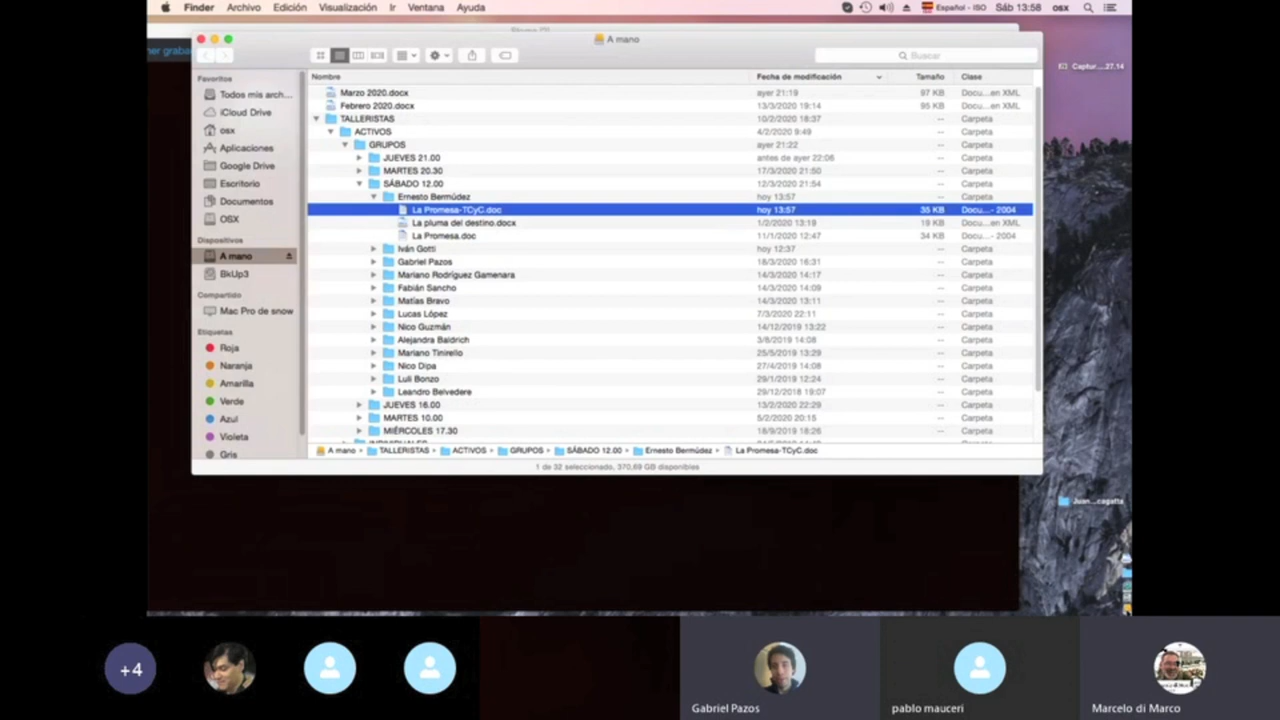 Finder Archivo Edición Visualización Ir Ventana Ayuda Español - ISO Sáb 13:58 osx
A mano
Buscar
Favoritos
Todos mis arch...
iCloud Drive
osx
Aplicaciones
Google Drive
Escritorio
Documentos
OSX
Dispositivos
A mano
BkUp3
Compartido
Mac Pro de snow
Etiquetas
Roja
Naranja
Amarilla
Verde
Azul
Violeta
Gris
Nombre Fecha de modificación Tamaño Clase
Marzo 2020.docx ayer 21:19 97 KB Docu...en XML
Febrero 2020.docx 13/3/2020 19:14 95 KB Docu...en XML
TALLERISTAS 10/2/2020 18:37 -- Carpeta
ACTIVOS 4/2/2020 9:49 -- Carpeta
GRUPOS ayer 21:22 -- Carpeta
JUEVES 21.00 antes de ayer 22:06 -- Carpeta
MARTES 20.30 17/3/2020 21:50 -- Carpeta
SÁBADO 12.00 12/3/2020 21:54 -- Carpeta
Ernesto Bermúdez hoy 13:57 -- Carpeta
La Promesa-TCyC.doc hoy 13:57 35 KB Docu...- 2004
La pluma del destino.docx 1/2/2020 13:19 19 KB Docu...en XML
La Promesa.doc 11/1/2020 12:47 34 KB Docu...- 2004
Iván Gotti hoy 12:37 -- Carpeta
Gabriel Pazos 18/3/2020 16:31 -- Carpeta
Mariano Rodríguez Gamenara 14/3/2020 14:17 -- Carpeta
Fabián Sancho 14/3/2020 14:09 -- Carpeta
Matías Bravo 14/3/2020 13:11 -- Carpeta
Lucas López 7/3/2020 22:11 -- Carpeta
Nico Guzmán 14/12/2019 13:22 -- Carpeta
Alejandra Baldrich 3/8/2019 14:08 -- Carpeta
Mariano Tinirello 25/5/2019 13:29 -- Carpeta
Nico Dipa 27/4/2019 14:08 -- Carpeta
Luli Bonzo 29/1/2019 12:24 -- Carpeta
Leandro Belvedere 29/12/2018 19:07 -- Carpeta
JUEVES 16.00 13/2/2020 22:29 -- Carpeta
MARTES 10.00 5/2/2020 20:15 -- Carpeta
MIÉRCOLES 17.30 18/9/2019 18:26 -- Carpeta
A mano TALLERISTAS ACTIVOS GRUPOS SÁBADO 12.00 Ernesto Bermúdez La Promesa-TCyC.doc
1 de 32 seleccionado, 370,69 GB disponibles
Captur....27.14
Juan...cogatta
+4
Gabriel Pazos
pablo mauceri
Marcelo di Marco